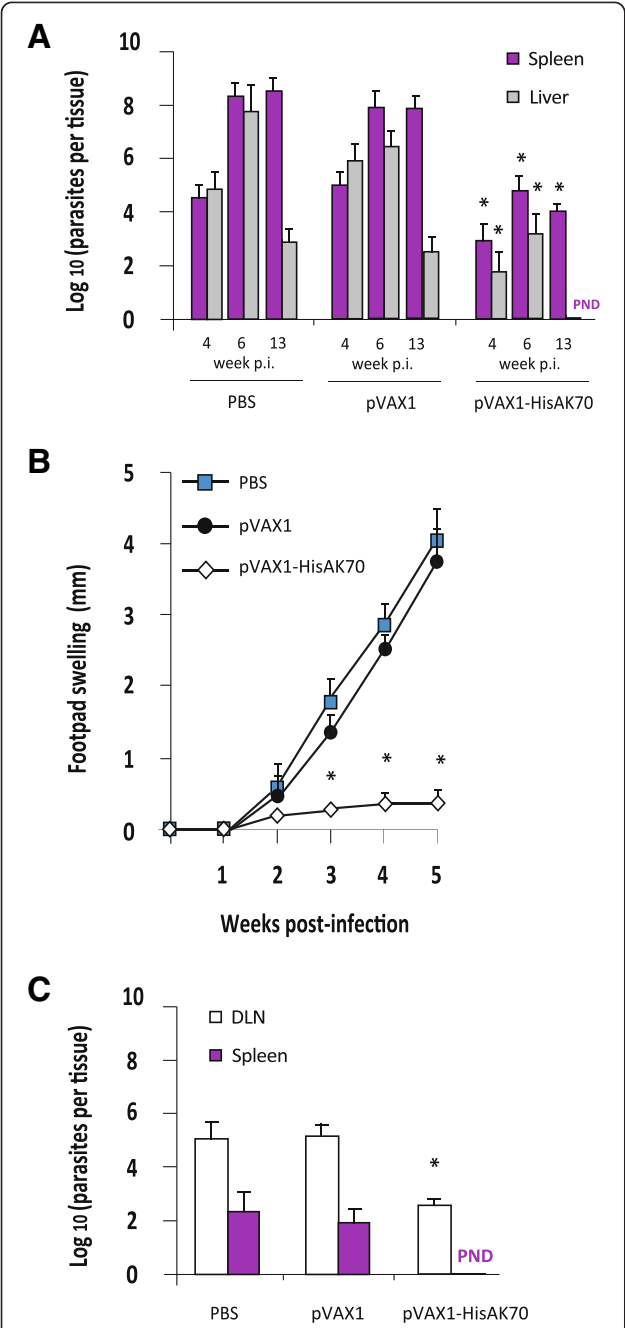 A
10
8
6
4
2
0
Log 10 (parasites per tissue)
Spleen
Liver
* * * * *
PND
4 6 13 4 6 13 4 6 13
week p.i. week p.i. week p.i.
PBS pVAX1 pVAX1-HisAK70
B
5
4
3
2
1
0
Footpad swelling (mm)
PBS
pVAX1
pVAX1-HisAK70
* * *
1 2 3 4 5
Weeks post-infection
C
10
8
6
4
2
0
Log 10 (parasites per tissue)
DLN
Spleen
*
PND
PBS pVAX1 pVAX1-HisAK70